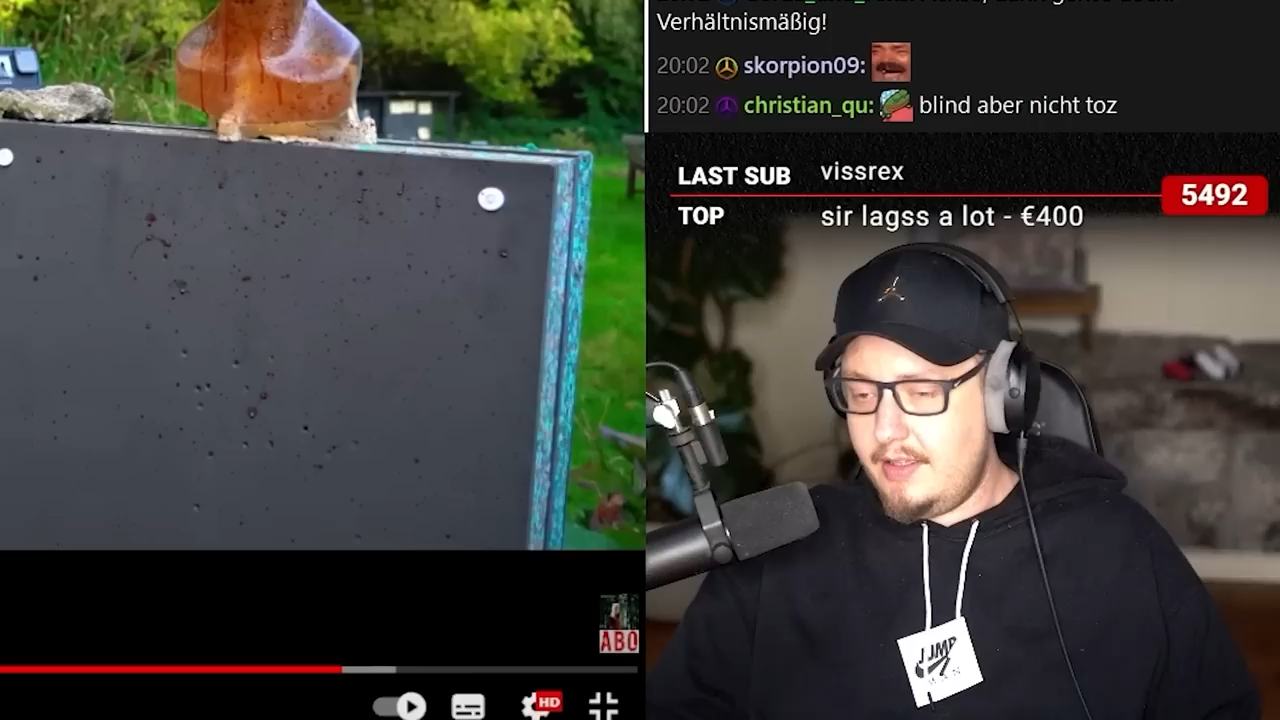 Verhältnismäßig!
20:02 skorpion09:
20:02 christian_qu: blind aber nicht toz
LAST SUB vissrex
5492
TOP sir lagss a lot - €400
JUMP
ABO
HD